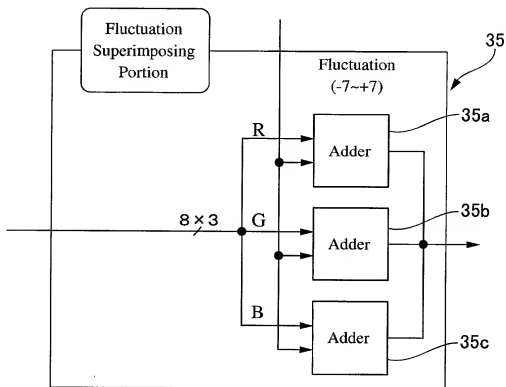 Fluctuation
Superimposing
Portion
Fluctuation
(-7~+7)
35
35a
R
Adder
8×3
G
35b
Adder
B
Adder
35c